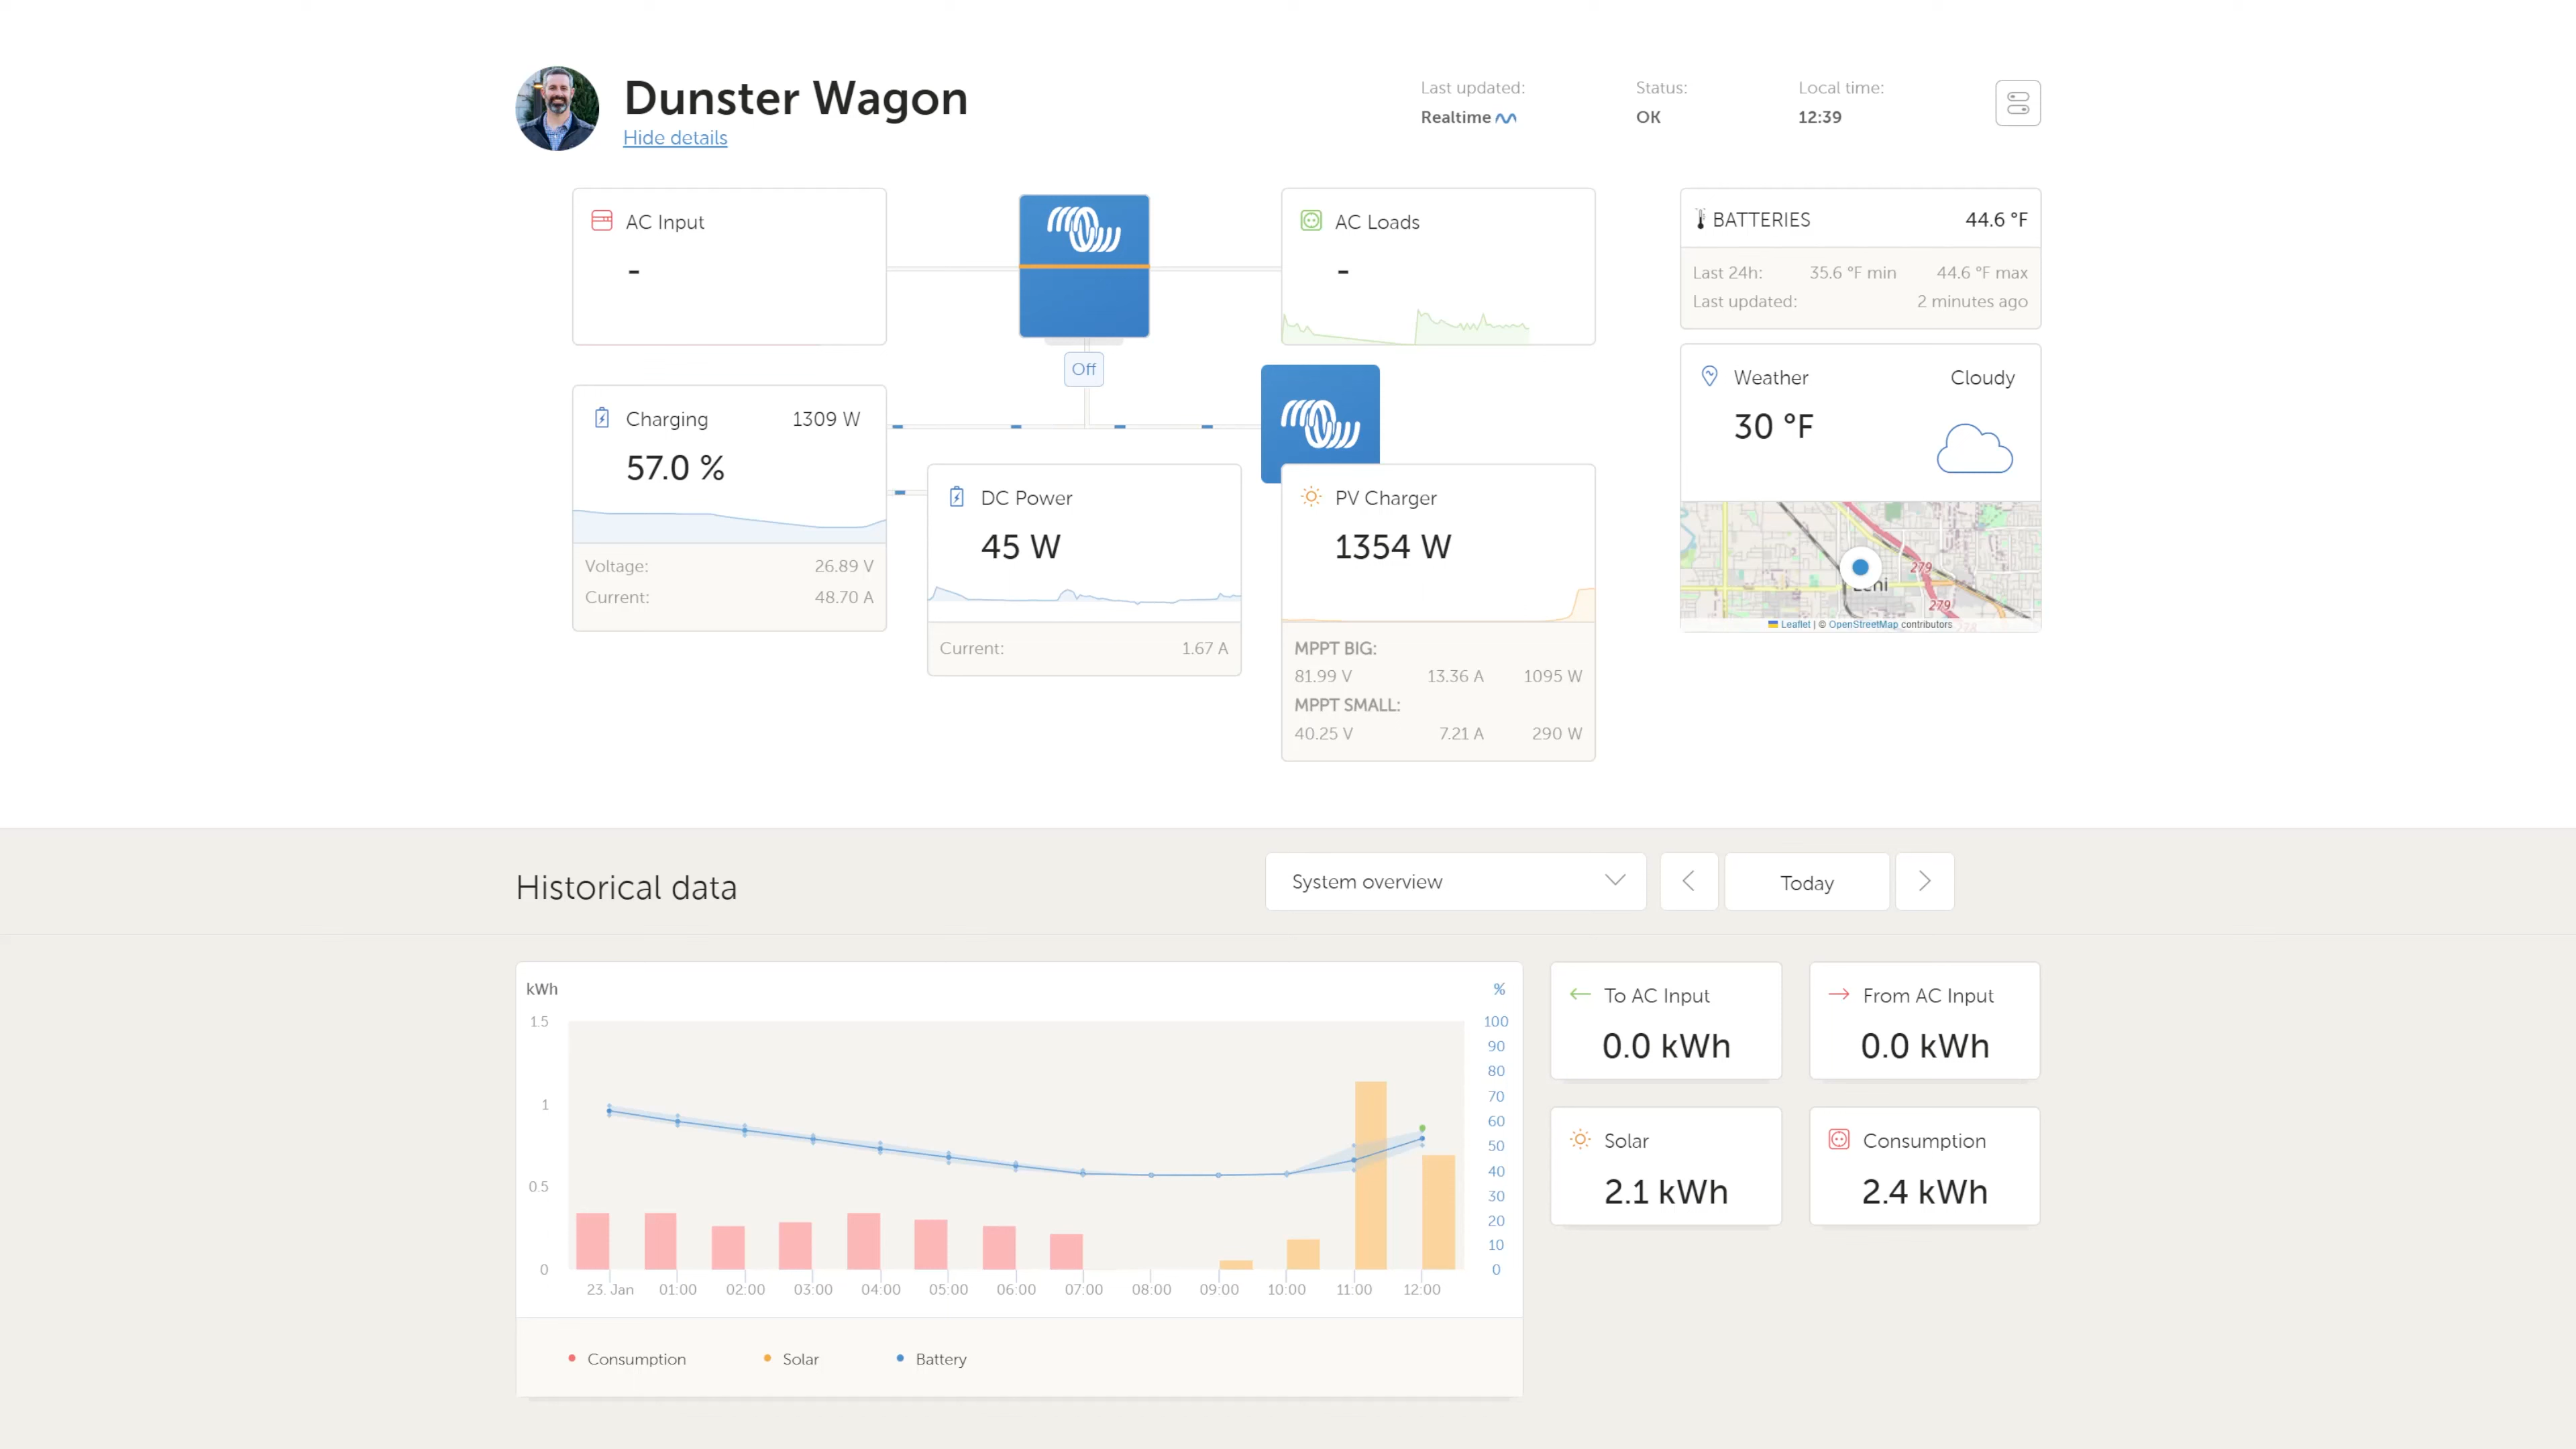 Dunster Wagon
Hide details
Last updated:
Realtime
Status:
OK
Local time:
12:39
AC Input
-
Off
AC Loads
-
BATTERIES 44.6 °F
Last 24h: 35.6 °F min 44.6 °F max
Last updated: 2 minutes ago
Charging 1309 W
57.0 %
Voltage: 26.89 V
Current: 48.70 A
DC Power
45 W
Current: 1.67 A
PV Charger
1354 W
MPPT BIG:
81.99 V 13.36 A 1095 W
MPPT SMALL:
40.25 V 7.21 A 290 W
Weather Cloudy
30 °F
279
279
Leaflet | © OpenStreetMap contributors
Historical data
System overview
Today
kWh %
1.5
1
0.5
0
100
90
80
70
60
50
40
30
20
10
0
23. Jan 01:00 02:00 03:00 04:00 05:00 06:00 07:00 08:00 09:00 10:00 11:00 12:00
Consumption Solar Battery
To AC Input
0.0 kWh
From AC Input
0.0 kWh
Solar
2.1 kWh
Consumption
2.4 kWh